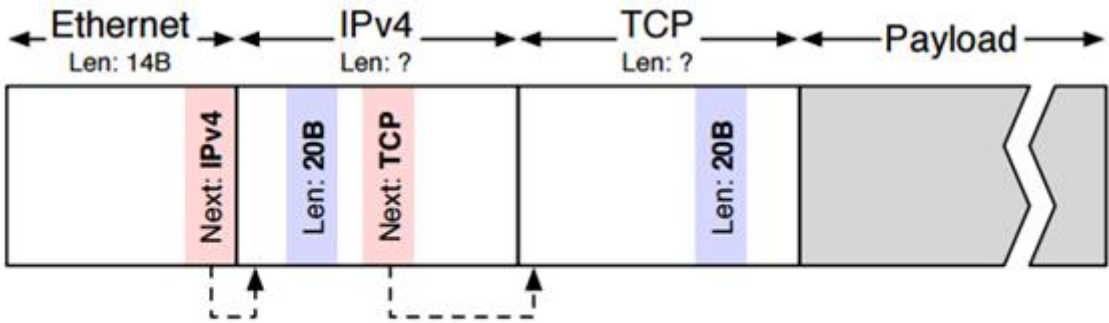 Ethernet
Len: 14B
IPv4
Len: ?
TCP
Len: ?
Payload
Next: IPv4
Len: 20B
Next: TCP
Len: 20B